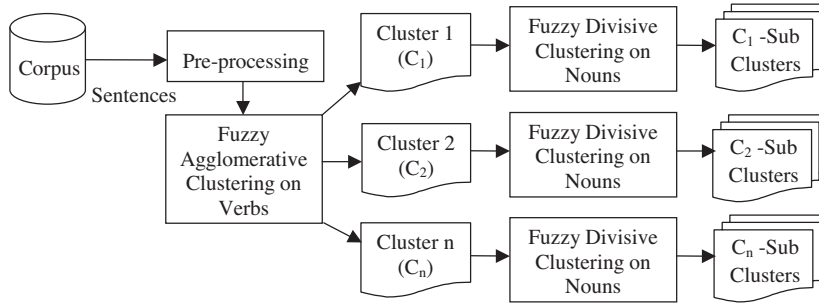 Corpus
Sentences
Pre-processing
Fuzzy
Agglomerative
Clustering on
Verbs
Cluster 1
(C₁)
Fuzzy Divisive
Clustering on
Nouns
C₁ -Sub
Clusters
Cluster 2
(C₂)
Fuzzy Divisive
Clustering on
Nouns
C₂ -Sub
Clusters
Cluster n
(Cₙ)
Fuzzy Divisive
Clustering on
Nouns
Cₙ -Sub
Clusters